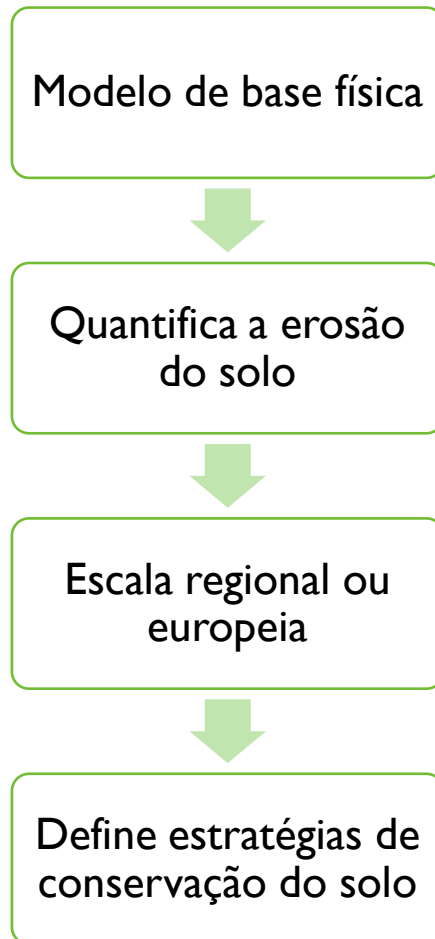 Modelo de base física
Quantifica a erosão
do solo
Escala regional ou
europeia
Define estratégias de
conservação do solo